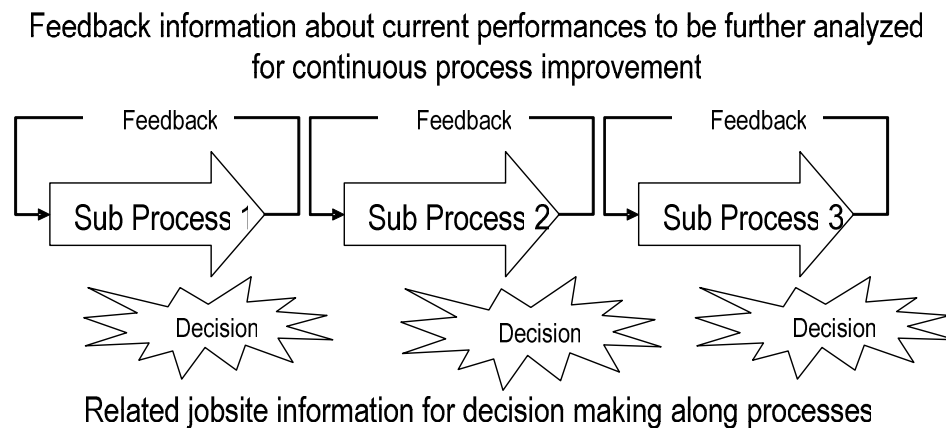 Feedback information about current performances to be further analyzed
for continuous process improvement
Feedback Feedback Feedback
Sub Process 1 Sub Process 2 Sub Process 3
Decision Decision Decision
Related jobsite information for decision making along processes